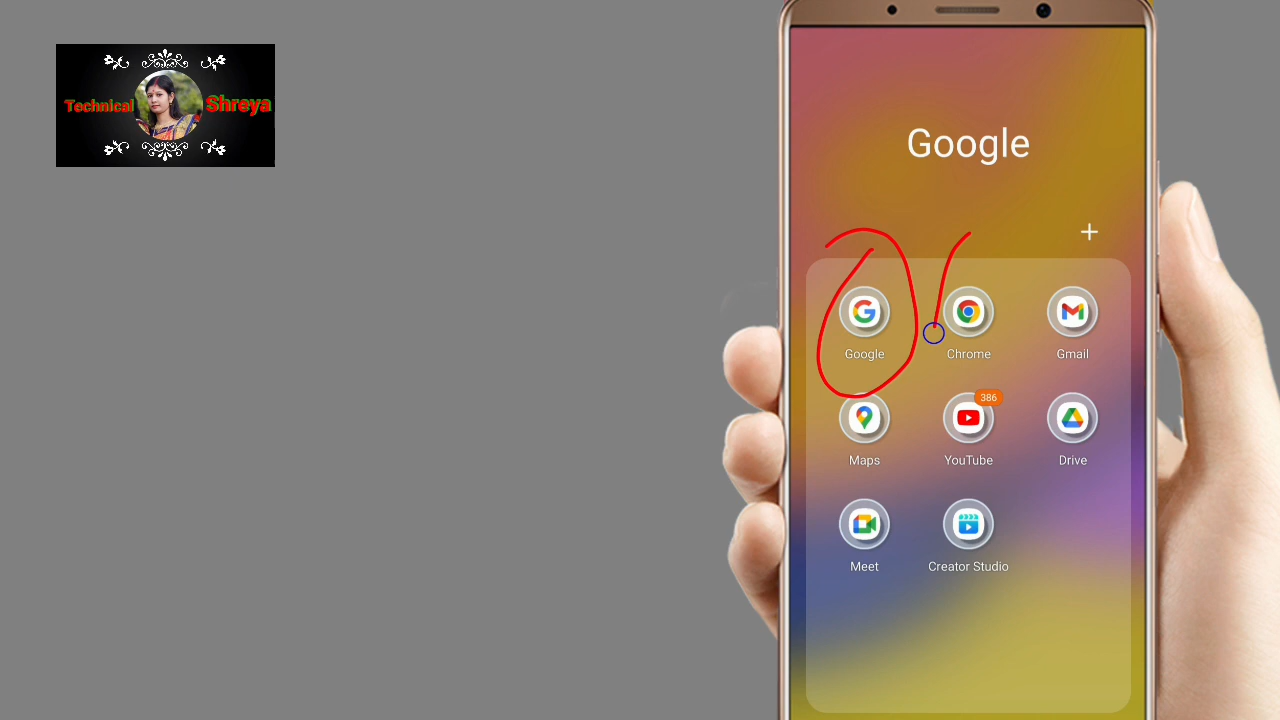 Technical Shreya
Google
+
Google Chrome Gmail
386
Maps YouTube Drive
Meet Creator Studio